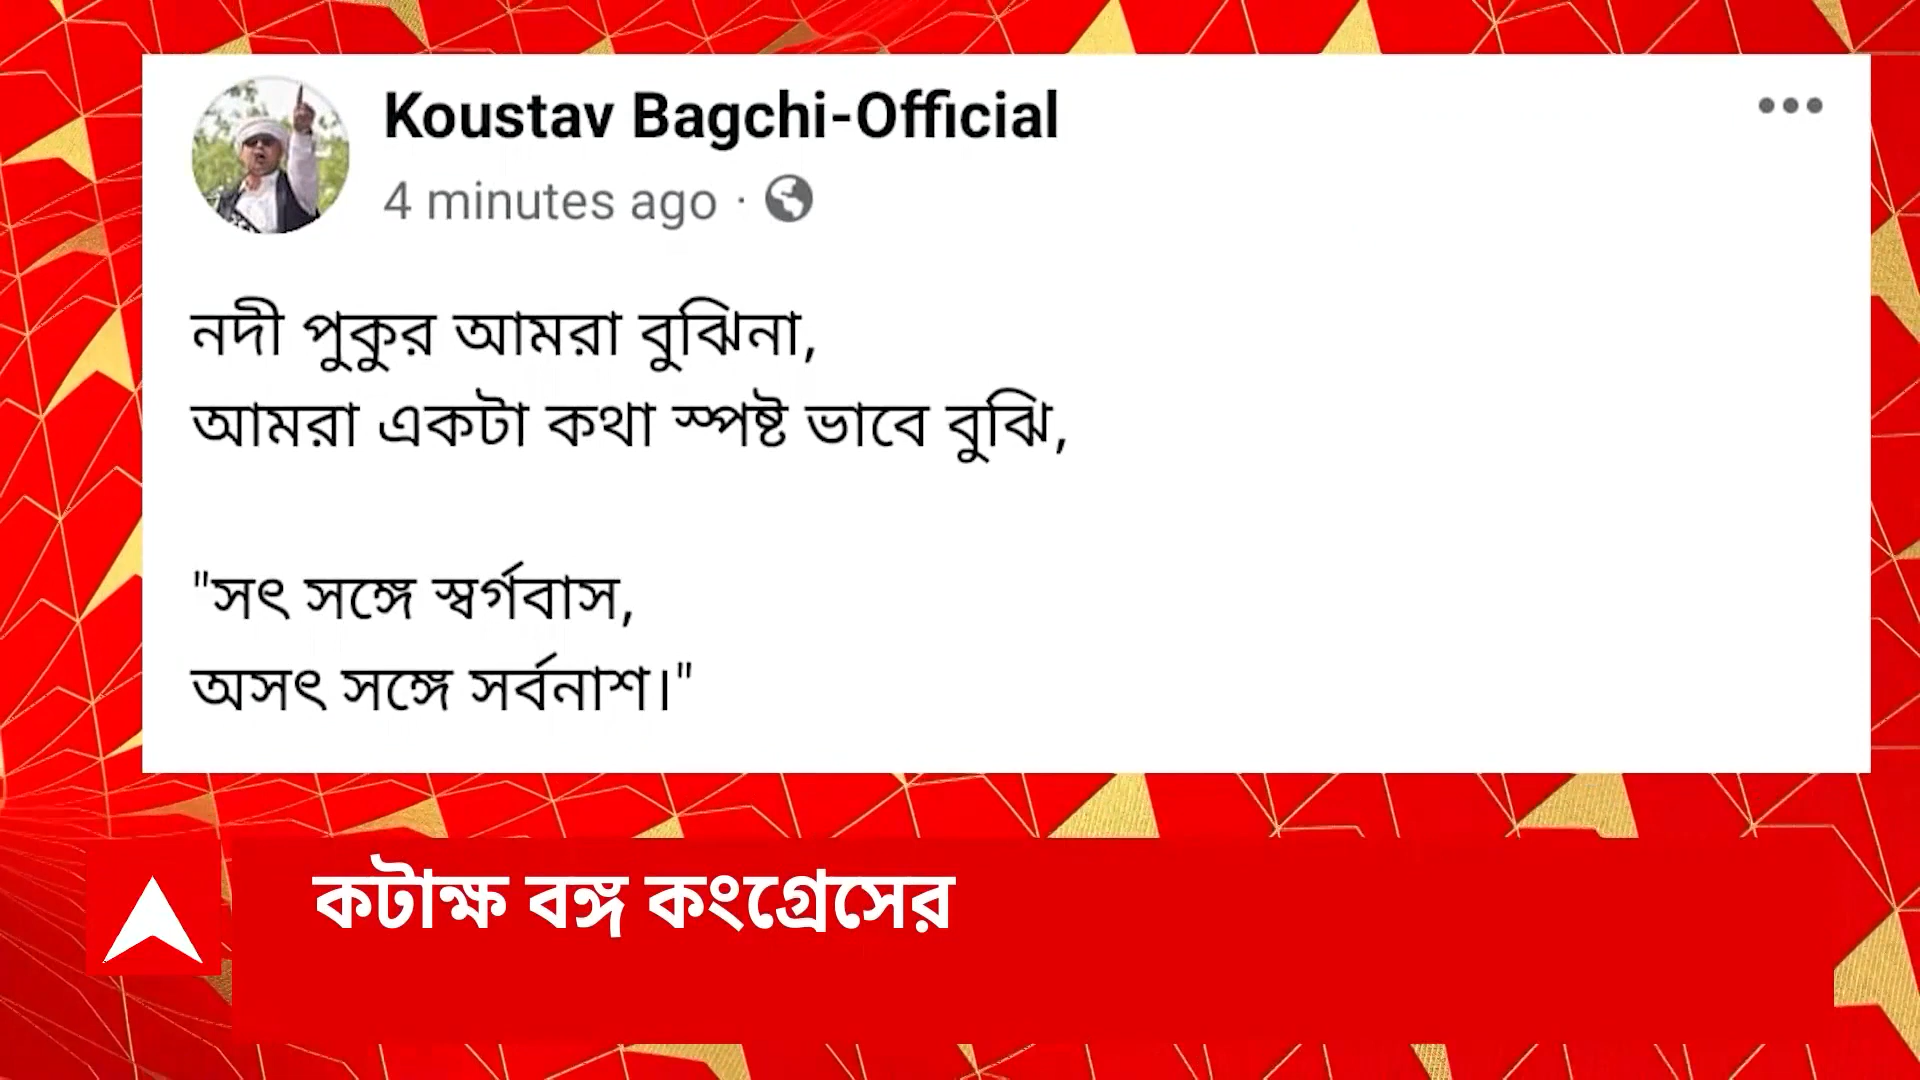 Koustav Bagchi-Official
4 minutes ago ·
নদী পুকুর আমরা বুঝিনা,
আমরা একটা কথা স্পষ্ট ভাবে বুঝি,
"সৎ সঙ্গে স্বর্গবাস,
অসৎ সঙ্গে সর্বনাশ।"
কটাক্ষ বঙ্গ কংগ্রেসের